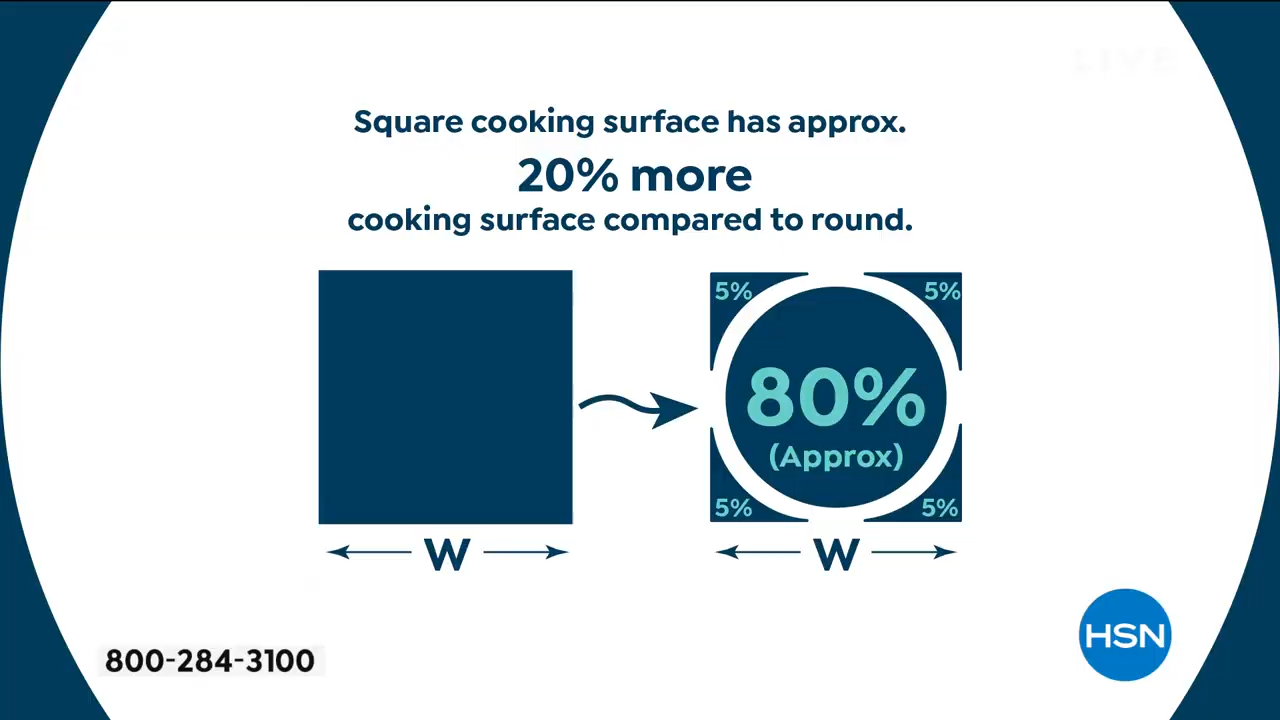 LIVE
Square cooking surface has approx.
20% more
cooking surface compared to round.
5% 5%
80%
(Approx)
5% 5%
W W
800-284-3100
HSN